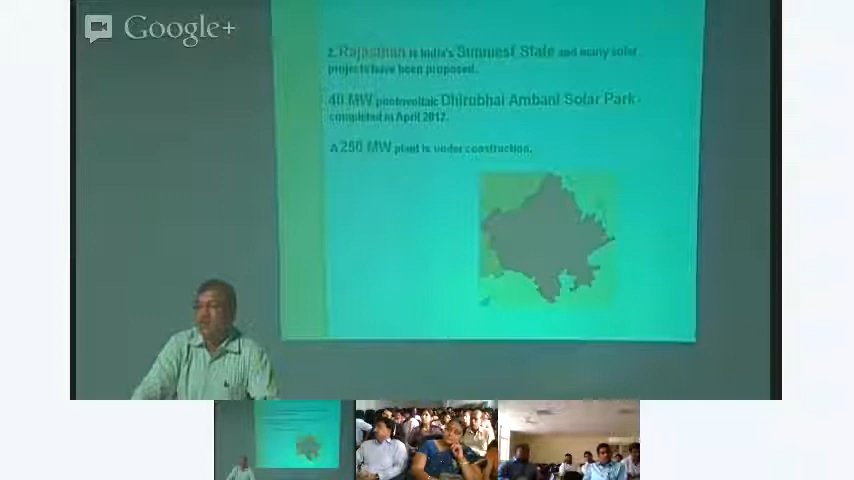 Google+
2. Rajasthan is India's Sunniest State and many solar
projects have been proposed.
40 MW photovoltaic Dhirubhai Ambani Solar Park -
completed in April 2012.
A 250 MW plant is under construction.